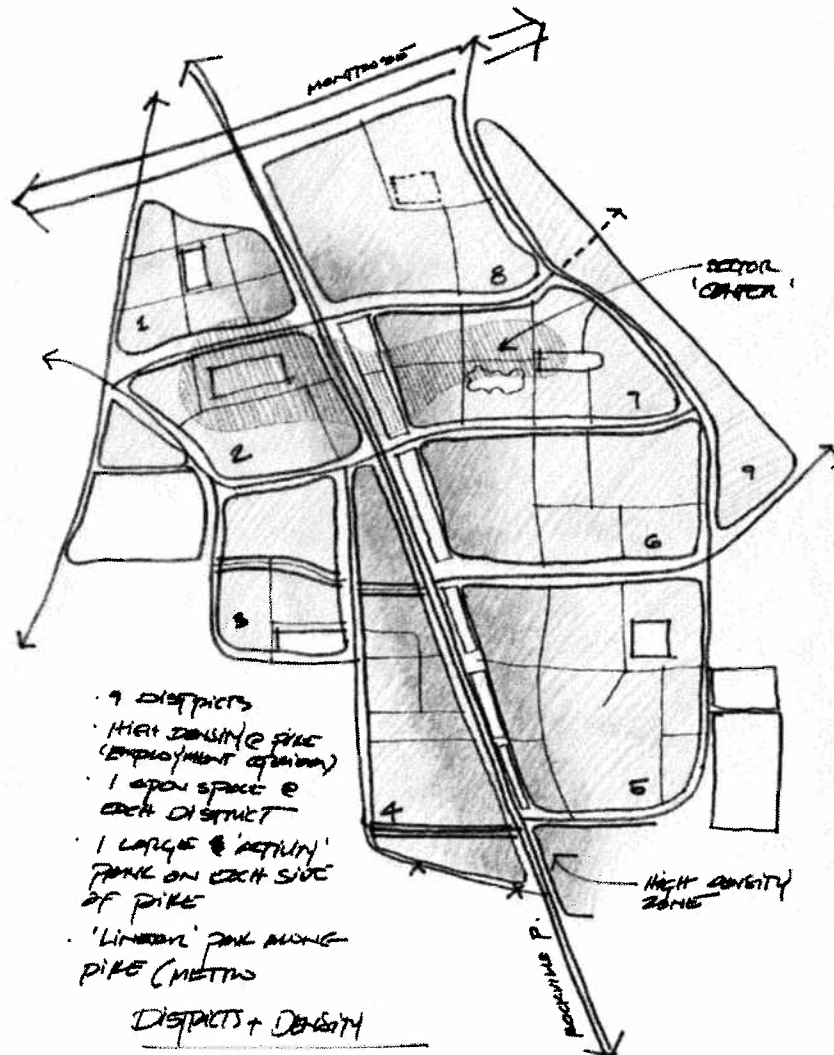 MONTROSE
8
SECTOR
'CENTER'
1
7
2
9
6
3
· 9 DISTRICTS
· HIGH DENSITY @ PIKE
(EMPLOYMENT
· 1 OPEN SPACE @
EACH DISTRICT
5
4
· 1 LARGE 'ACTIVITY'
PARK ON EACH SIDE
OF PIKE
HIGH DENSITY
ZONE
· 'LINEAR' PARK ALONG
PIKE (METRO
ROCKVILLE P.
DISTRICTS + DENSITY